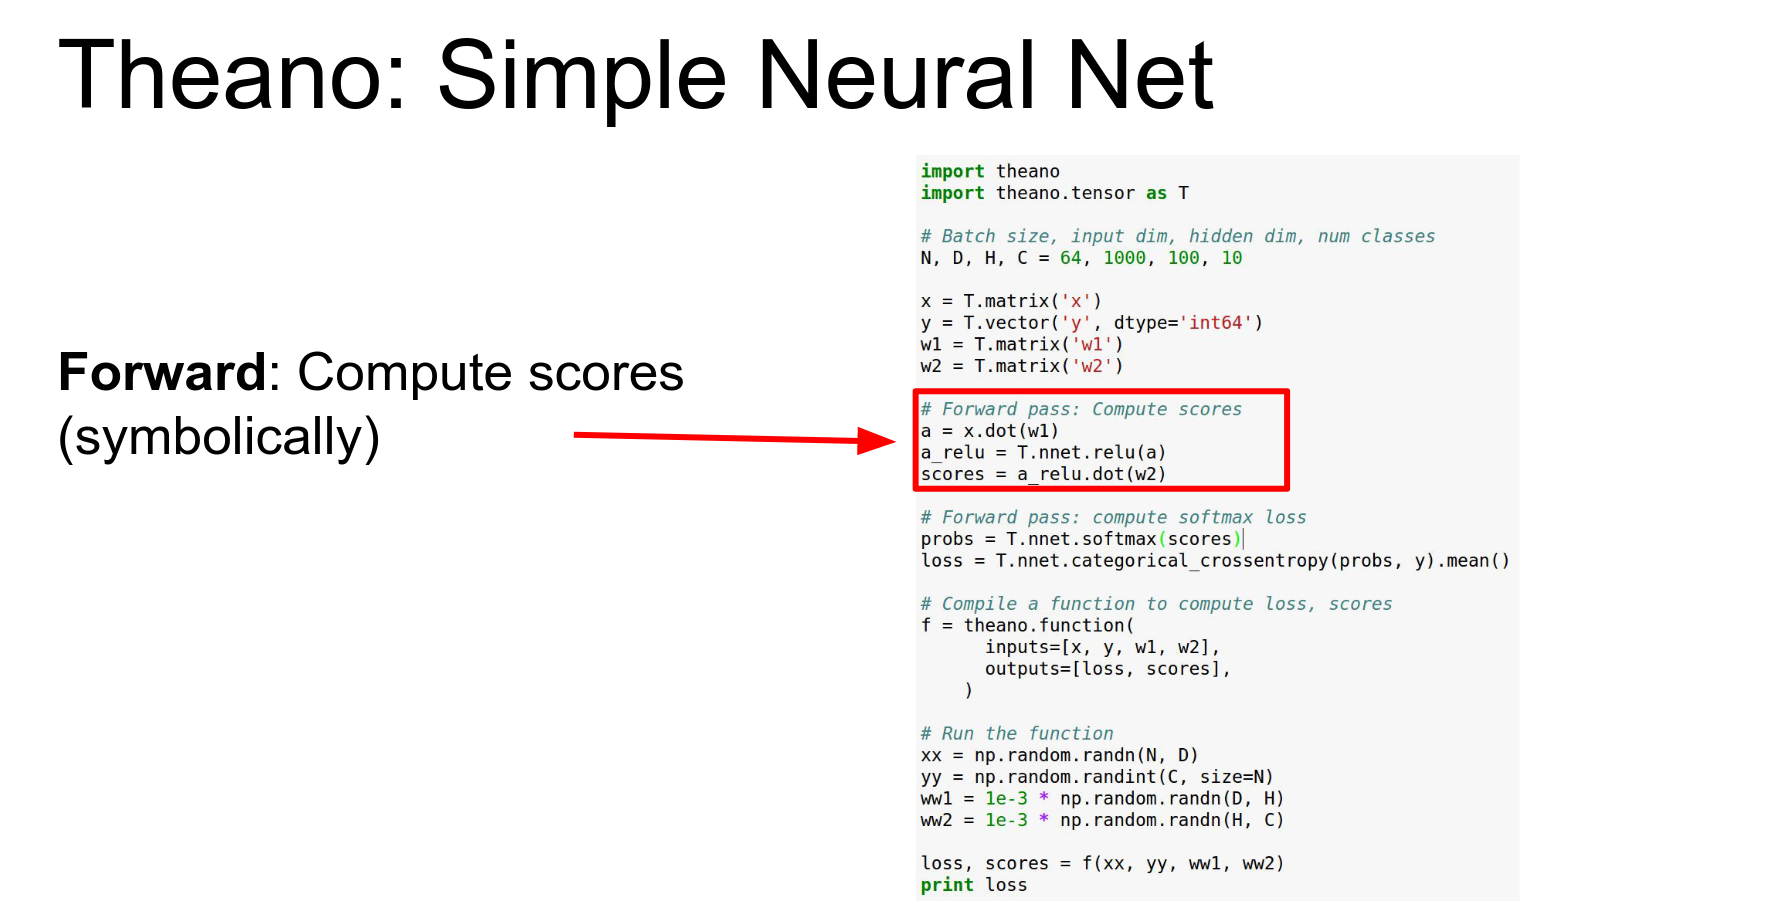 Theano: Simple Neural Net
Forward: Compute scores
(symbolically)
import theano
import theano.tensor as T
# Batch size, input dim, hidden dim, num classes
N, D, H, C = 64, 1000, 100, 10
x = T.matrix('x')
y = T.vector('y', dtype='int64')
w1 = T.matrix('w1')
w2 = T.matrix('w2')
# Forward pass: Compute scores
a = x.dot(w1)
a_relu = T.nnet.relu(a)
scores = a_relu.dot(w2)
# Forward pass: compute softmax loss
probs = T.nnet.softmax(scores)
loss = T.nnet.categorical_crossentropy(probs, y).mean()
# Compile a function to compute loss, scores
f = theano.function(
      inputs=[x, y, w1, w2],
      outputs=[loss, scores],
    )
# Run the function
xx = np.random.randn(N, D)
yy = np.random.randint(C, size=N)
ww1 = 1e-3 * np.random.randn(D, H)
ww2 = 1e-3 * np.random.randn(H, C)
loss, scores = f(xx, yy, ww1, ww2)
print loss